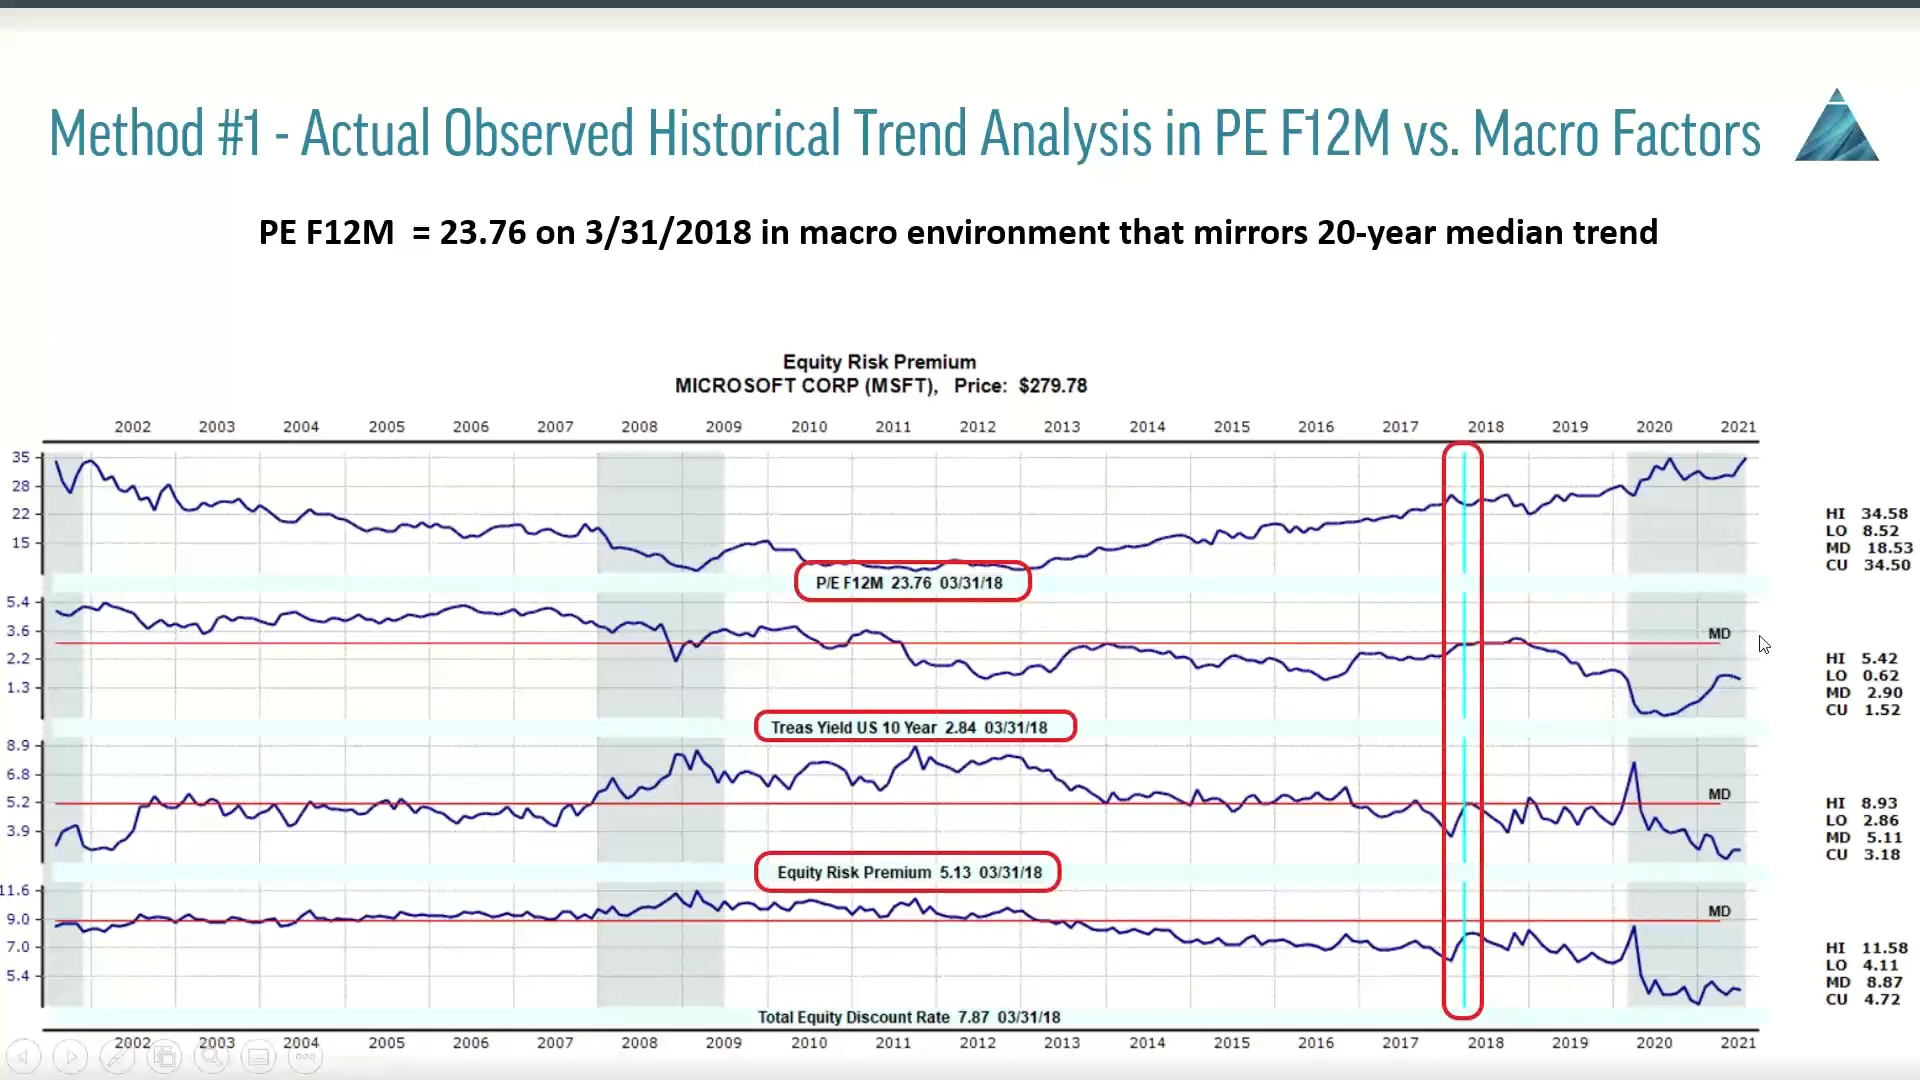 Method #1 - Actual Observed Historical Trend Analysis in PE F12M vs. Macro Factors
PE F12M = 23.76 on 3/31/2018 in macro environment that mirrors 20-year median trend
Equity Risk Premium
MICROSOFT CORP (MSFT), Price: $279.78
2002 2003 2004 2005 2006 2007 2008 2009 2010 2011 2012 2013 2014 2015 2016 2017 2018 2019 2020 2021
35
28
22
15
HI 34.58
LO 8.52
MD 18.53
CU 34.50
P/E F12M 23.76 03/31/18
5.4
3.6
2.2
1.3
MD
HI 5.42
LO 0.62
MD 2.90
CU 1.52
Treas Yield US 10 Year 2.84 03/31/18
8.9
6.8
5.2
3.9
MD
HI 8.93
LO 2.86
MD 5.11
CU 3.18
Equity Risk Premium 5.13 03/31/18
11.6
9.0
7.0
5.4
MD
HI 11.58
LO 4.11
MD 8.87
CU 4.72
Total Equity Discount Rate 7.87 03/31/18
2002 2003 2004 2005 2006 2007 2008 2009 2010 2011 2012 2013 2014 2015 2016 2017 2018 2019 2020 2021